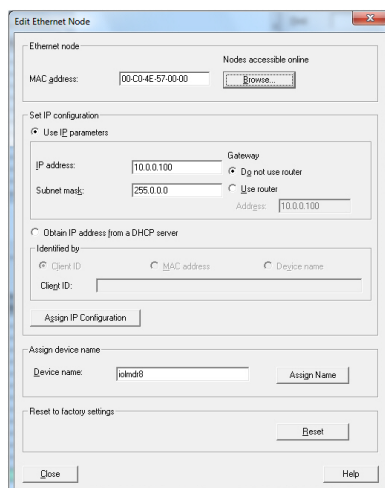 Edit Ethernet Node
Ethernet node
Nodes accessible online
MAC address:
00-C0-4E-57-00-00
Browse...
Set IP configuration
Use IP parameters
Gateway
IP address:
10.0.0.100
Do not use router
Subnet mask:
255.0.0.0
Use router
Address:
10.0.0.100
Obtain IP address from a DHCP server
Identified by
Client ID
MAC address
Device name
Client ID:
Assign IP Configuration
Assign device name
Device name:
iolmdr8
Assign Name
Reset to factory settings
Reset
Close
Help